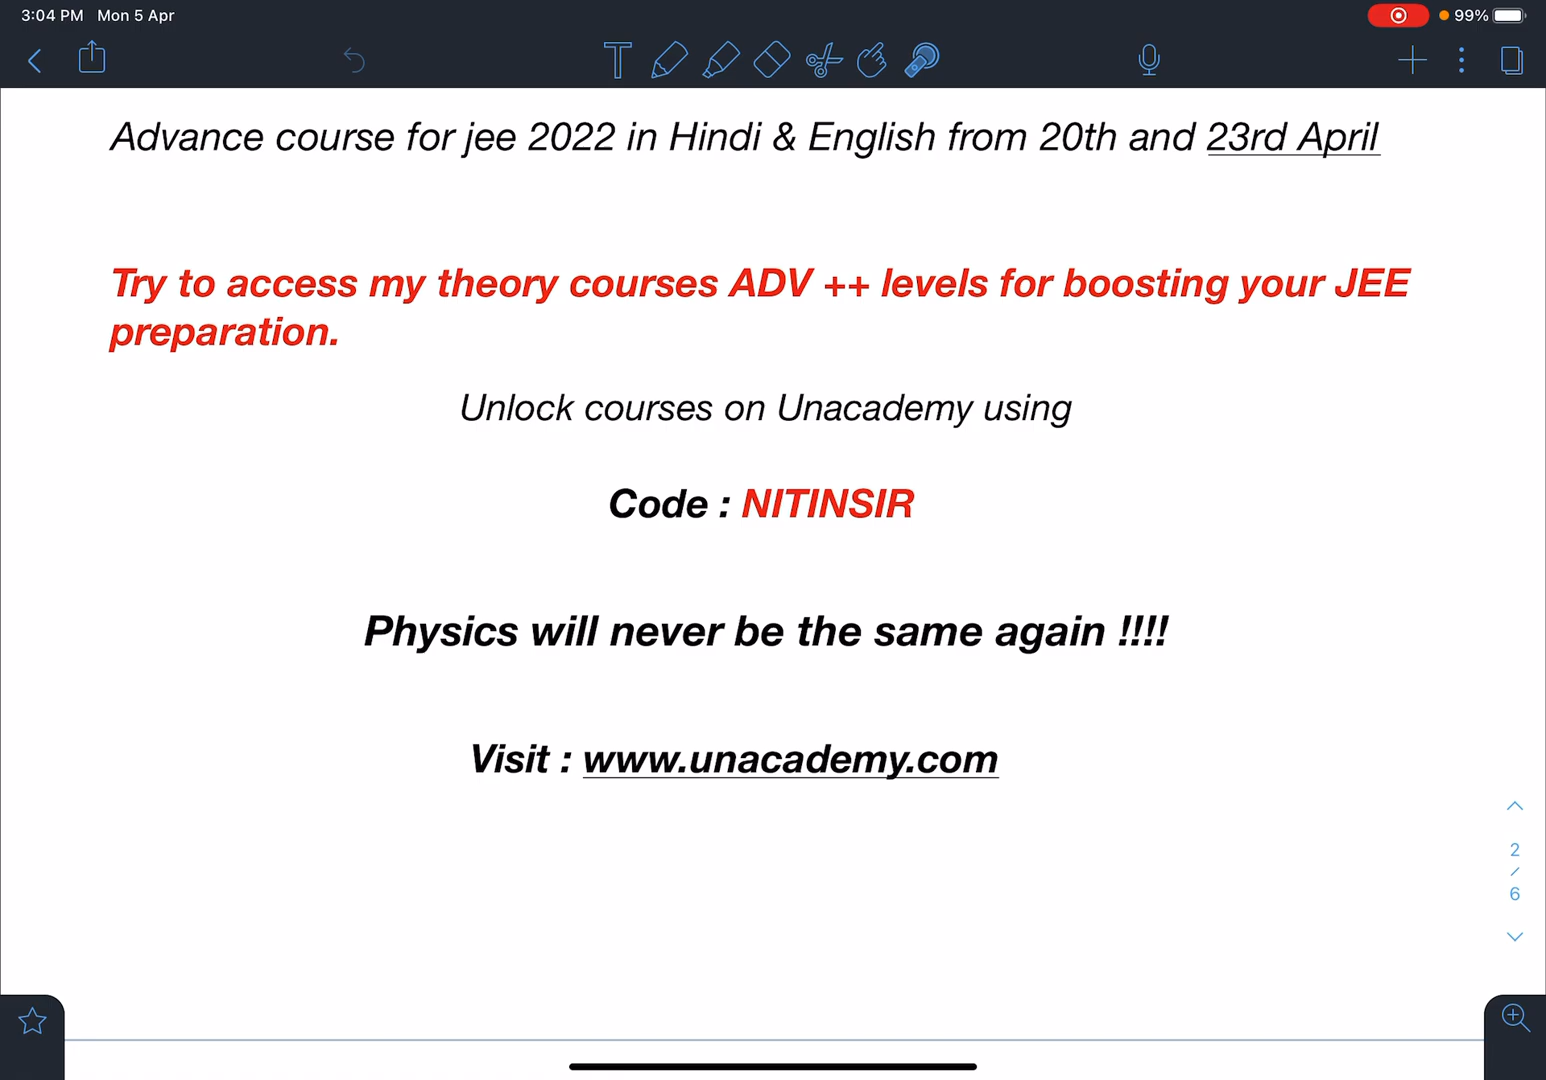 3:04 PM Mon 5 Apr
99%
Advance course for jee 2022 in Hindi & English from 20th and 23rd April
Try to access my theory courses ADV ++ levels for boosting your JEE
preparation.
Unlock courses on Unacademy using
Code : NITINSIR
Physics will never be the same again !!!!
Visit : www.unacademy.com
2
/
6